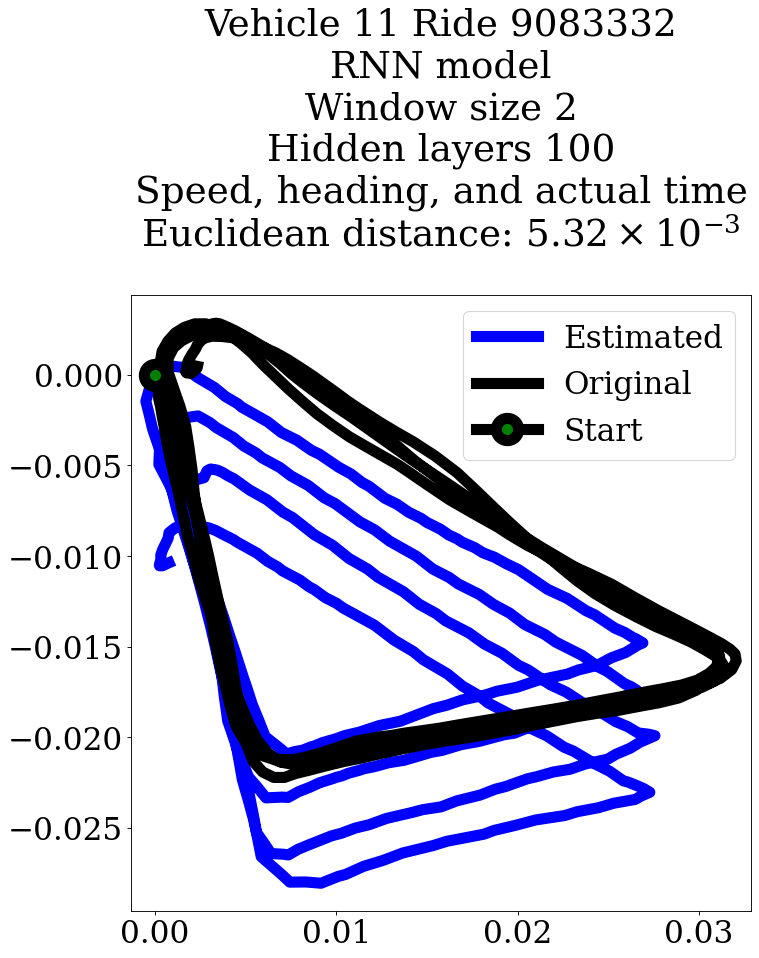 Vehicle 11 Ride 9083332
RNN model
Window size 2
Hidden layers 100
Speed, heading, and actual time
Euclidean distance: 5.32 × 10⁻³
Estimated
Original
Start
0.000
−0.005
−0.010
−0.015
−0.020
−0.025
0.00 0.01 0.02 0.03